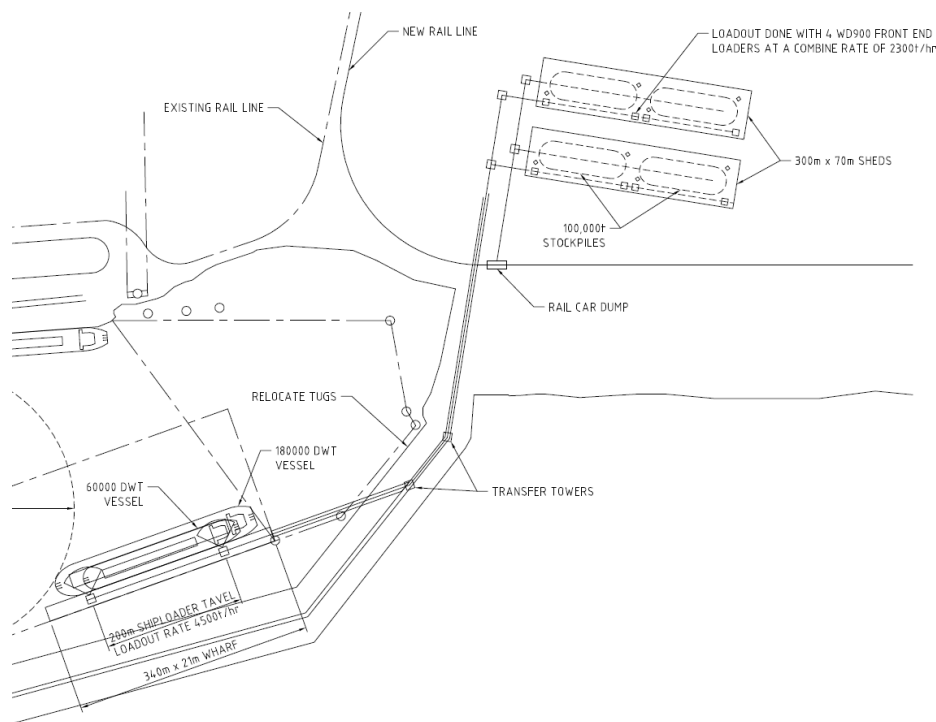 NEW RAIL LINE
LOADOUT DONE WITH 4 WD900 FRONT END
LOADERS AT A COMBINE RATE OF 2300t/hr
EXISTING RAIL LINE
300m x 70m SHEDS
100,000t
STOCKPILES
RAIL CAR DUMP
RELOCATE TUGS
180000 DWT
VESSEL
60000 DWT
VESSEL
TRANSFER TOWERS
200m SHIPLOADER TAVEL
LOADOUT RATE 4500t/hr
340m x 21m WHARF